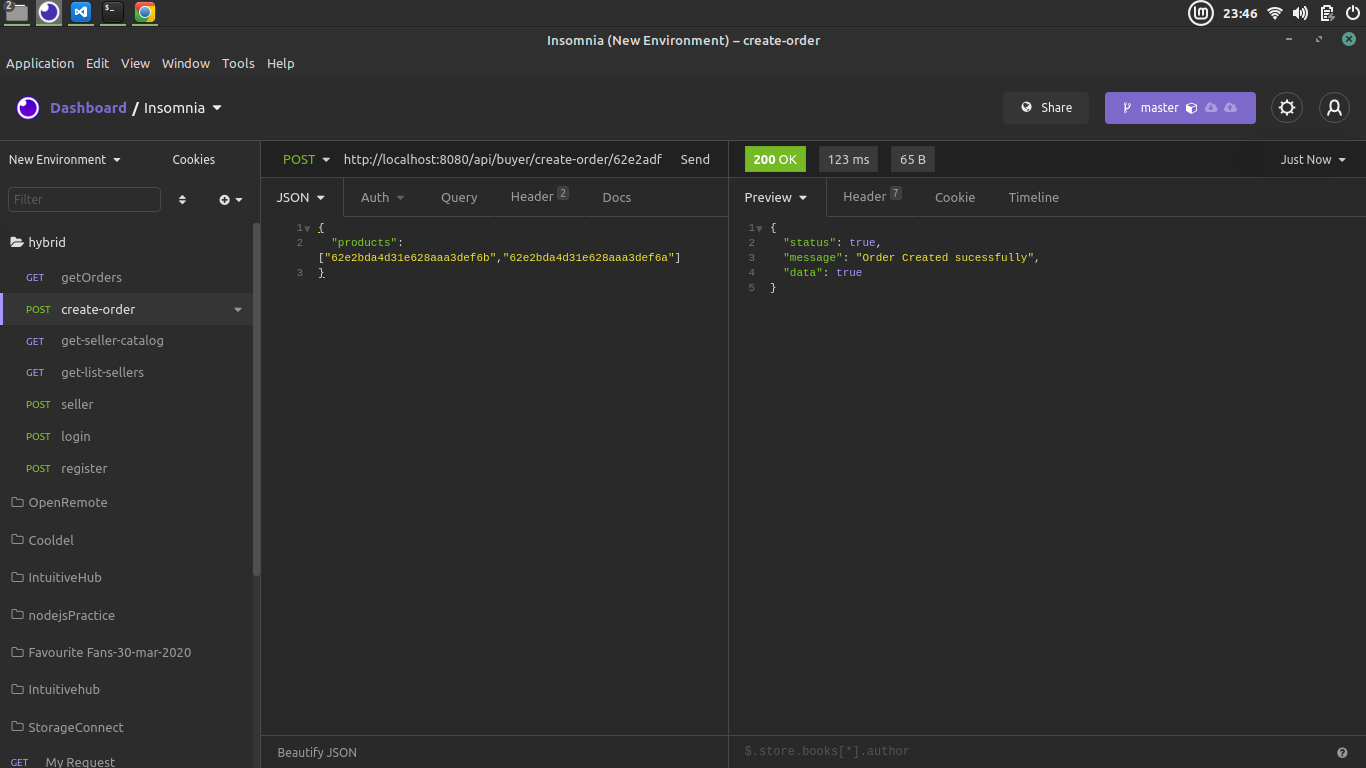 2
23:46
Insomnia (New Environment) – create-order
Application Edit View Window Tools Help
Dashboard / Insomnia
Share
master
New Environment
Cookies
Filter
hybrid
GET getOrders
POST create-order
GET get-seller-catalog
GET get-list-sellers
POST seller
POST login
POST register
OpenRemote
Cooldel
IntuitiveHub
nodejsPractice
Favourite Fans-30-mar-2020
Intuitivehub
StorageConnect
GET My Request
POST http://localhost:8080/api/buyer/create-order/62e2adf Send
JSON Auth Query Header 2 Docs
1 {
2 "products":
["62e2bda4d31e628aaa3def6b","62e2bda4d31e628aaa3def6a"]
3 }
Beautify JSON
200 OK 123 ms 65 B Just Now
Preview Header 7 Cookie Timeline
1 {
2 "status": true,
3 "message": "Order Created sucessfully",
4 "data": true
5 }
$.store.books[*].author